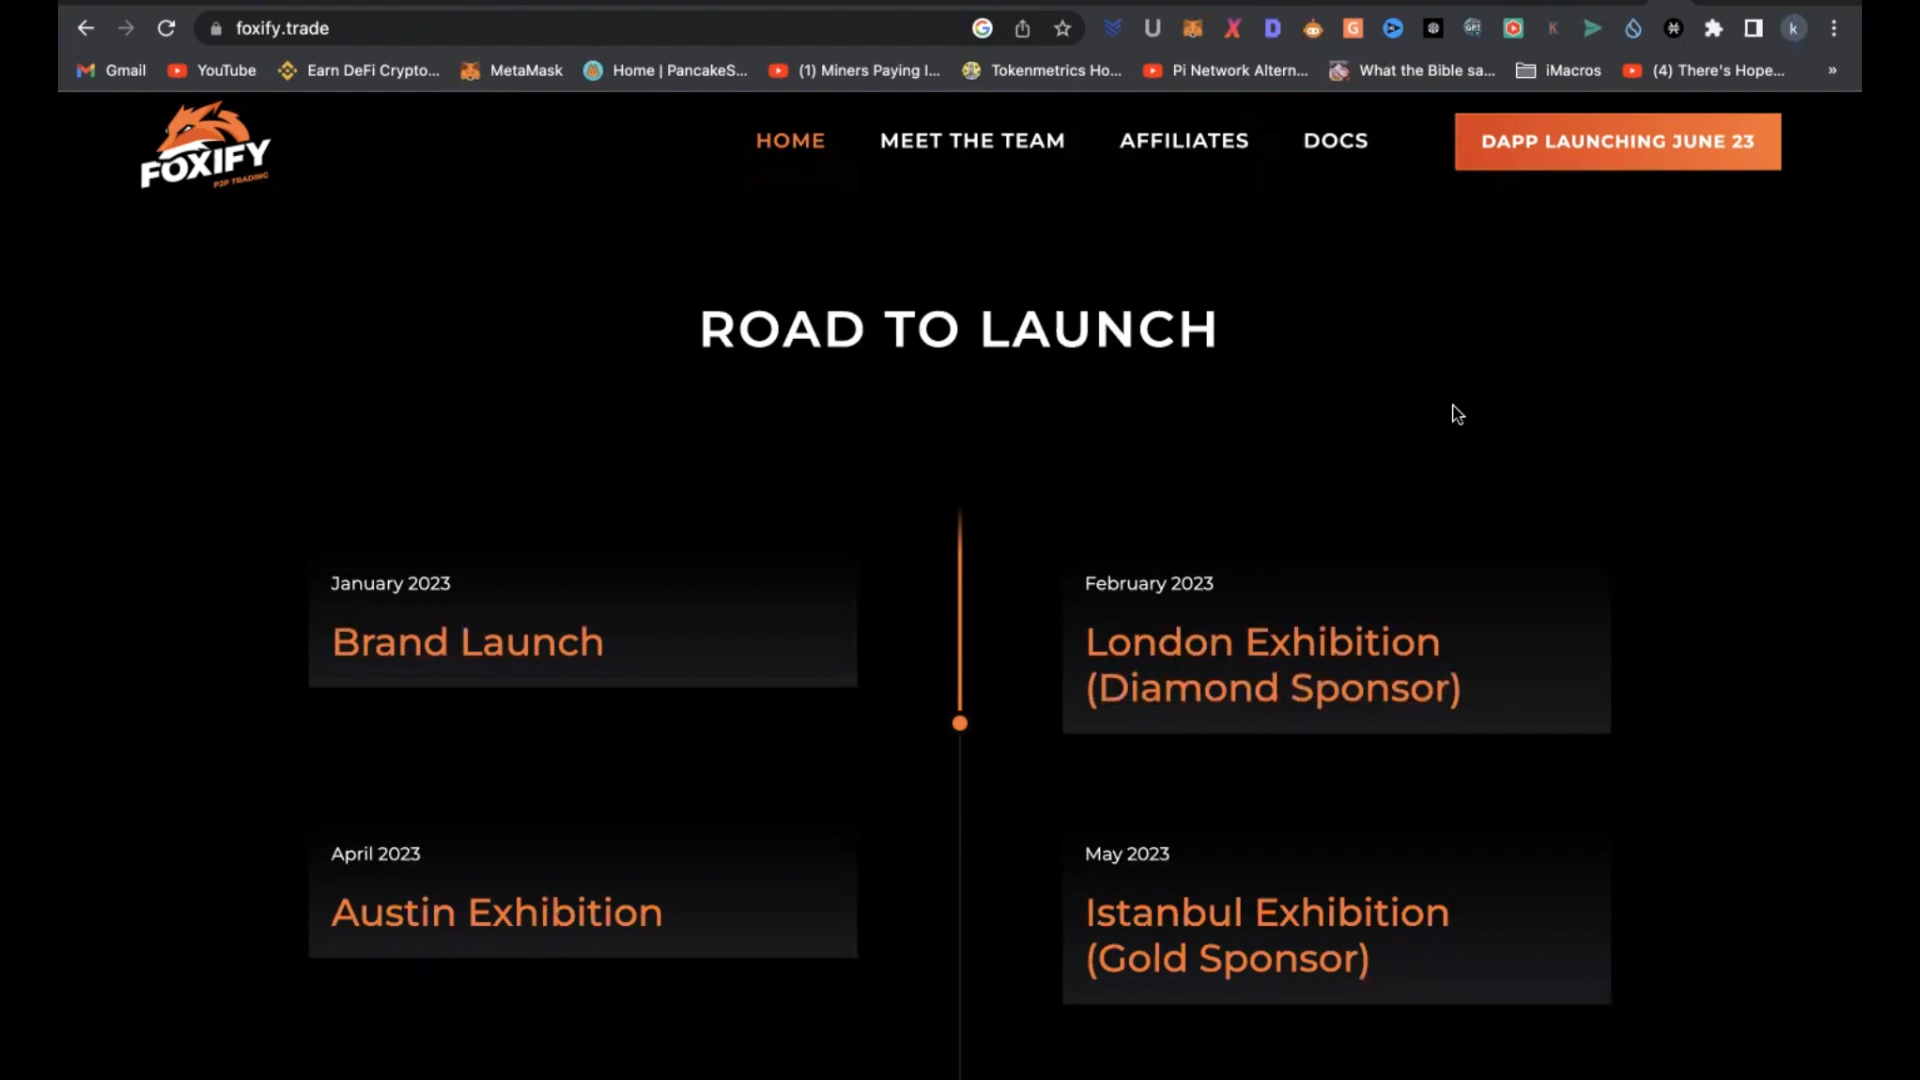 foxify.trade
Gmail
YouTube
Earn DeFi Crypto...
MetaMask
Home | PancakeS...
(1) Miners Paying I...
Tokenmetrics Ho...
Pi Network Altern...
What the Bible sa...
iMacros
(4) There's Hope...
»
FOXIFY
P2P TRADING
HOME
MEET THE TEAM
AFFILIATES
DOCS
DAPP LAUNCHING JUNE 23
ROAD TO LAUNCH
January 2023
Brand Launch
February 2023
London Exhibition
(Diamond Sponsor)
April 2023
Austin Exhibition
May 2023
Istanbul Exhibition
(Gold Sponsor)